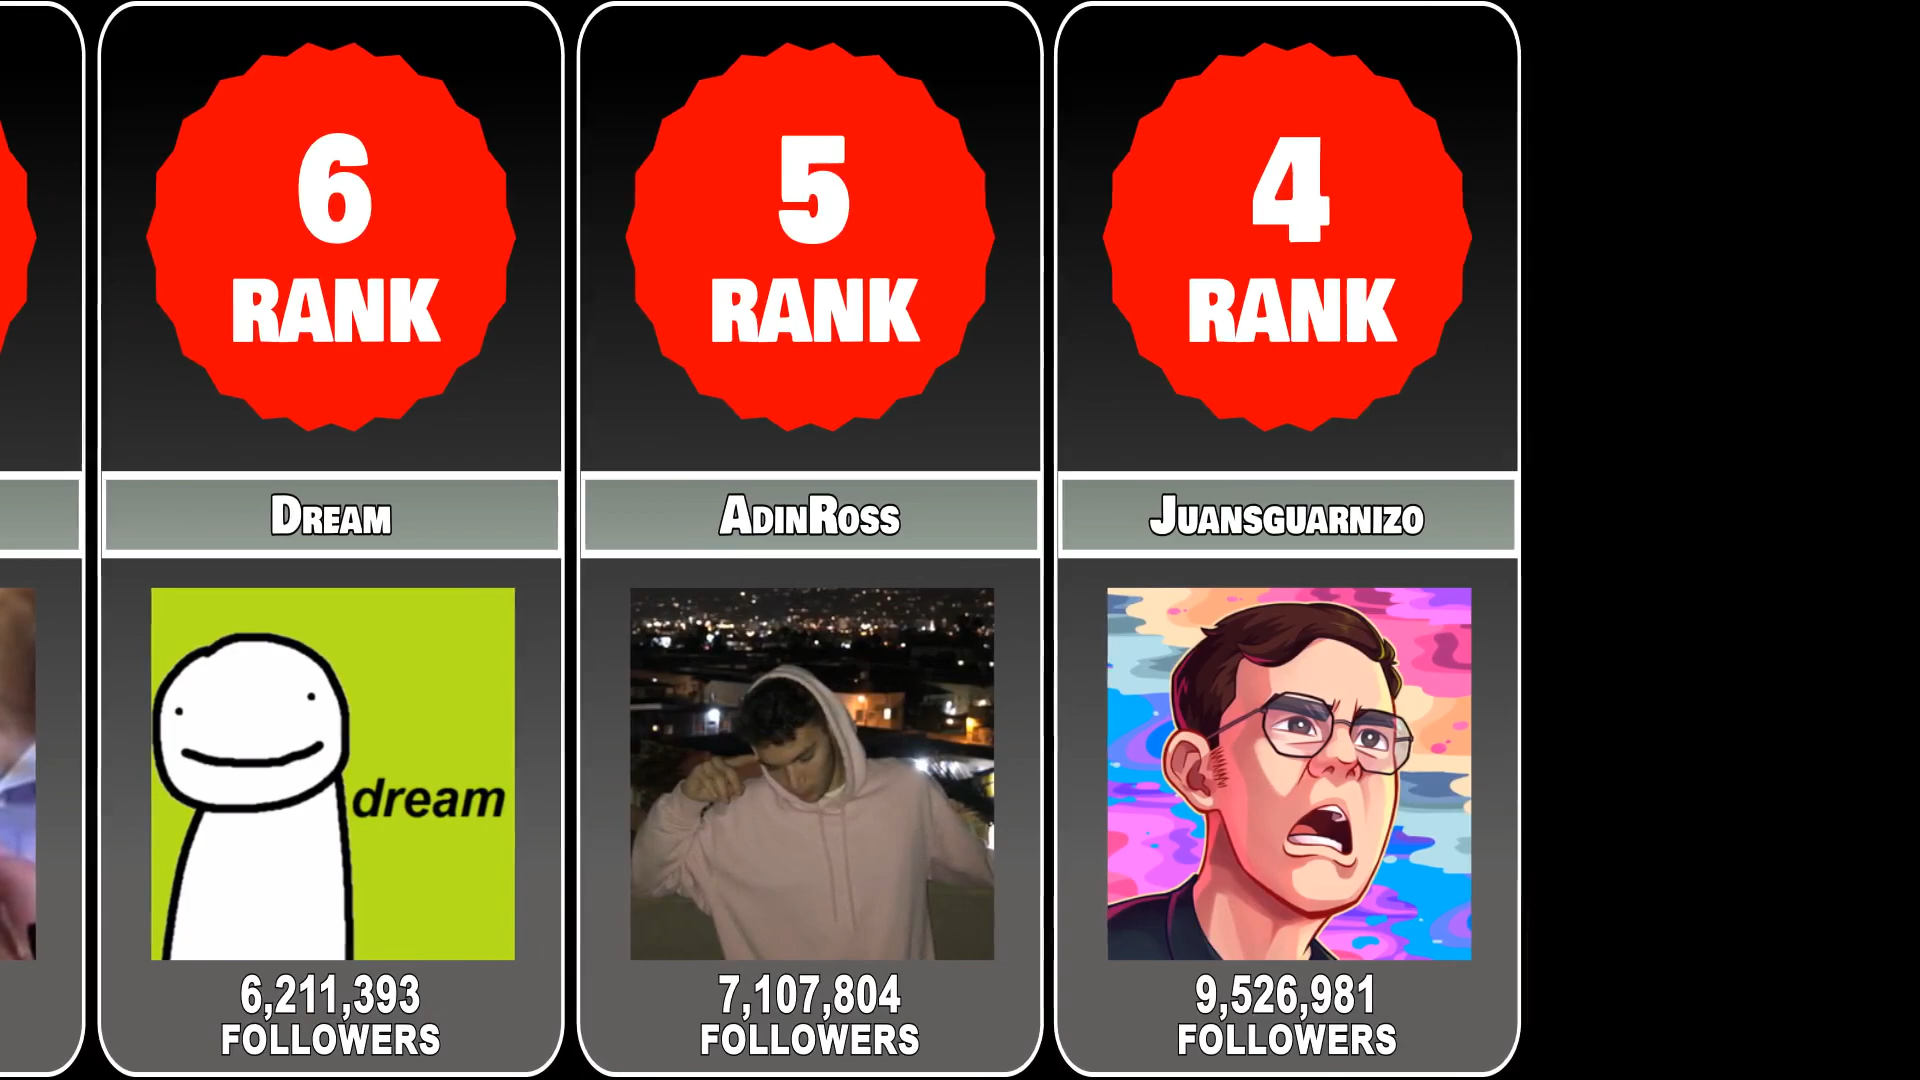 6
RANK
DREAM
dream
6,211,393
FOLLOWERS
5
RANK
ADINROSS
7,107,804
FOLLOWERS
4
RANK
JUANSGUARNIZO
9,526,981
FOLLOWERS